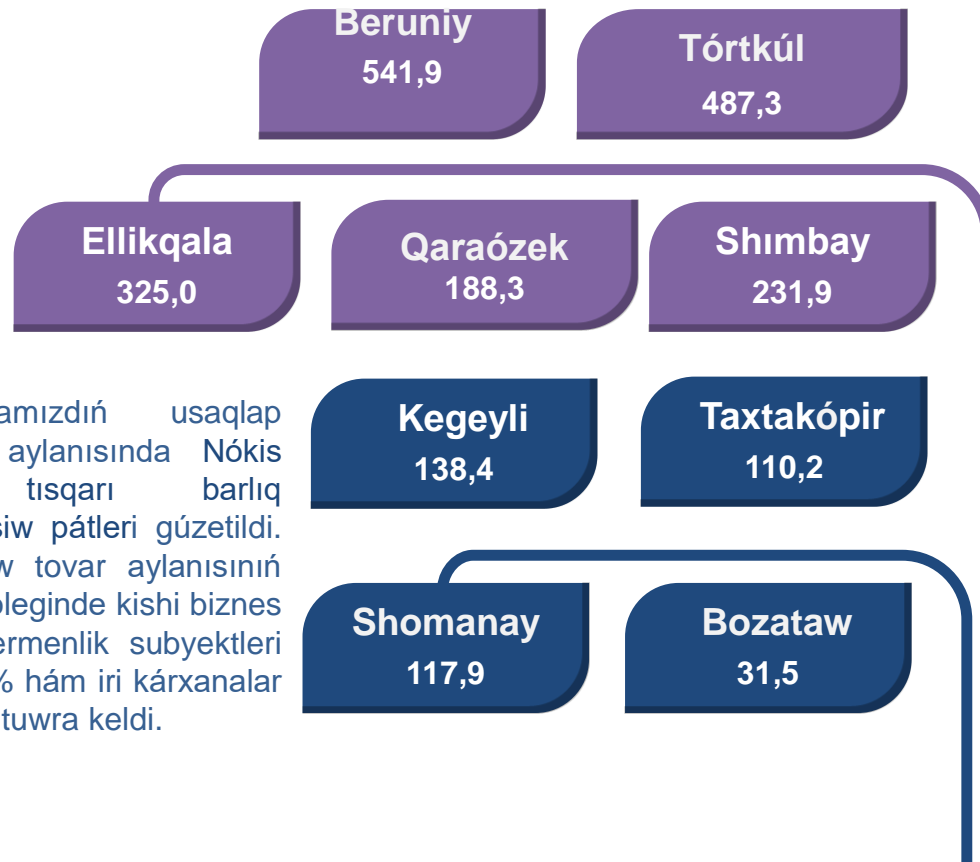 Beruniy
541,9
Tórtkúl
487,3
Ellikqala
325,0
Qaraózek
188,3
Shımbay
231,9
Kegeyli
138,4
Taxtakópir
110,2
Shomanay
117,9
Bozataw
31,5
usaqlap
aylanısında Nókis
tısqarı barlıq
pátleri gúzetildi.
tovar aylanısınıń
kishi biznes
subyektleri
% hám iri kárxanalar
tuwra keldi.